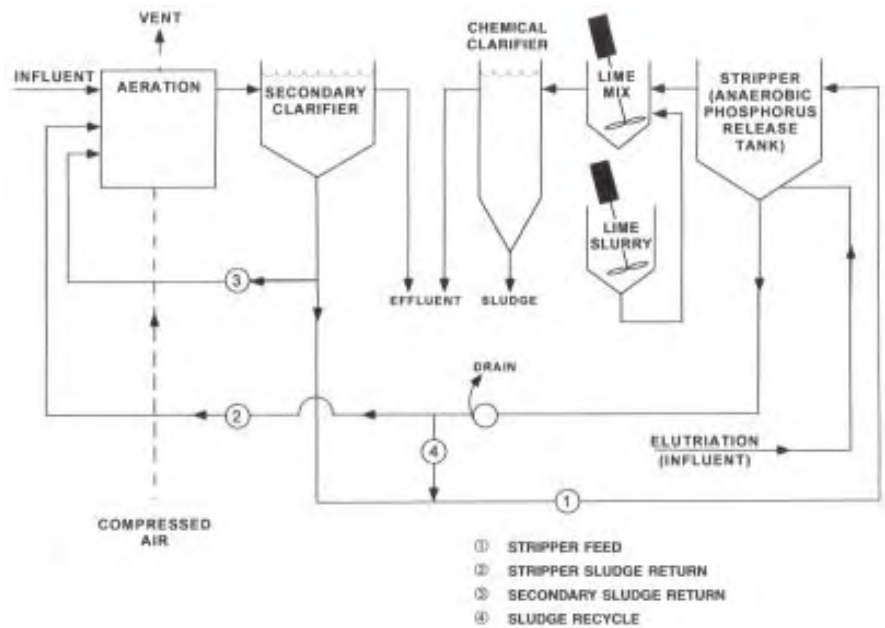 VENT
INFLUENT
AERATION
SECONDARY
CLARIFIER
CHEMICAL
CLARIFIER
LIME
MIX
STRIPPER
(ANAEROBIC
PHOSPHORUS
RELEASE
TANK)
LIME
SLURRY
3
EFFLUENT
SLUDGE
DRAIN
2
4
ELUTRIATION
(INFLUENT)
1
COMPRESSED
AIR
① STRIPPER FEED
② STRIPPER SLUDGE RETURN
③ SECONDARY SLUDGE RETURN
④ SLUDGE RECYCLE